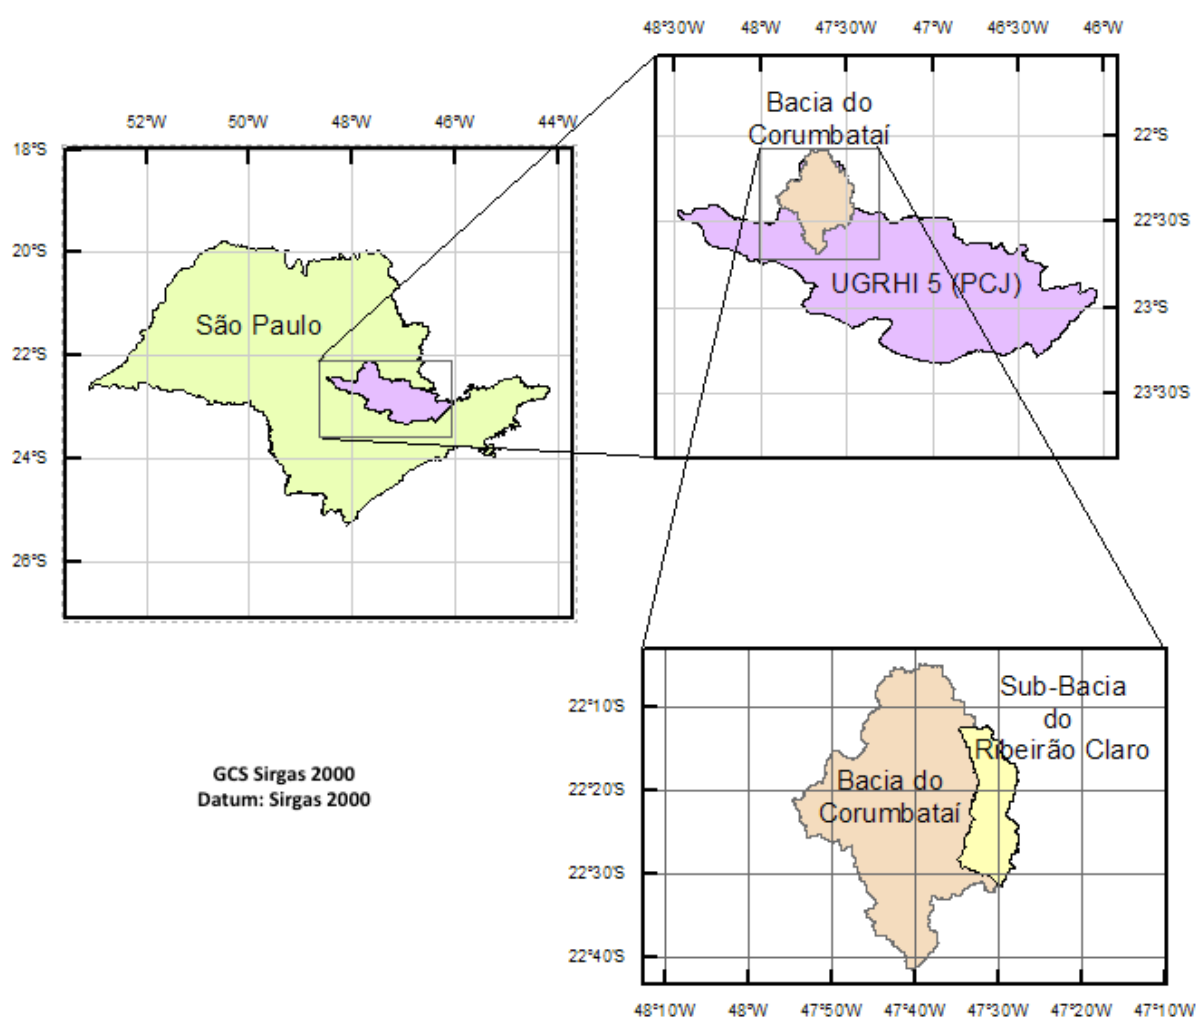 48°30'W 48°W 47°30'W 47°W 46°30'W 46°W
Bacia do
Corumbataí
22°S
22°30'S
UGRHI 5 (PCJ)
23°S
23°30'S
52°W 50°W 48°W 46°W 44°W
18°S
20°S
São Paulo
22°S
24°S
26°S
GCS Sirgas 2000
Datum: Sirgas 2000
Sub-Bacia
do
Ribeirão Claro
22°10'S
Bacia do
Corumbataí
22°20'S
22°30'S
22°40'S
48°10'W 48°W 47°50'W 47°40'W 47°30'W 47°20'W 47°10'W